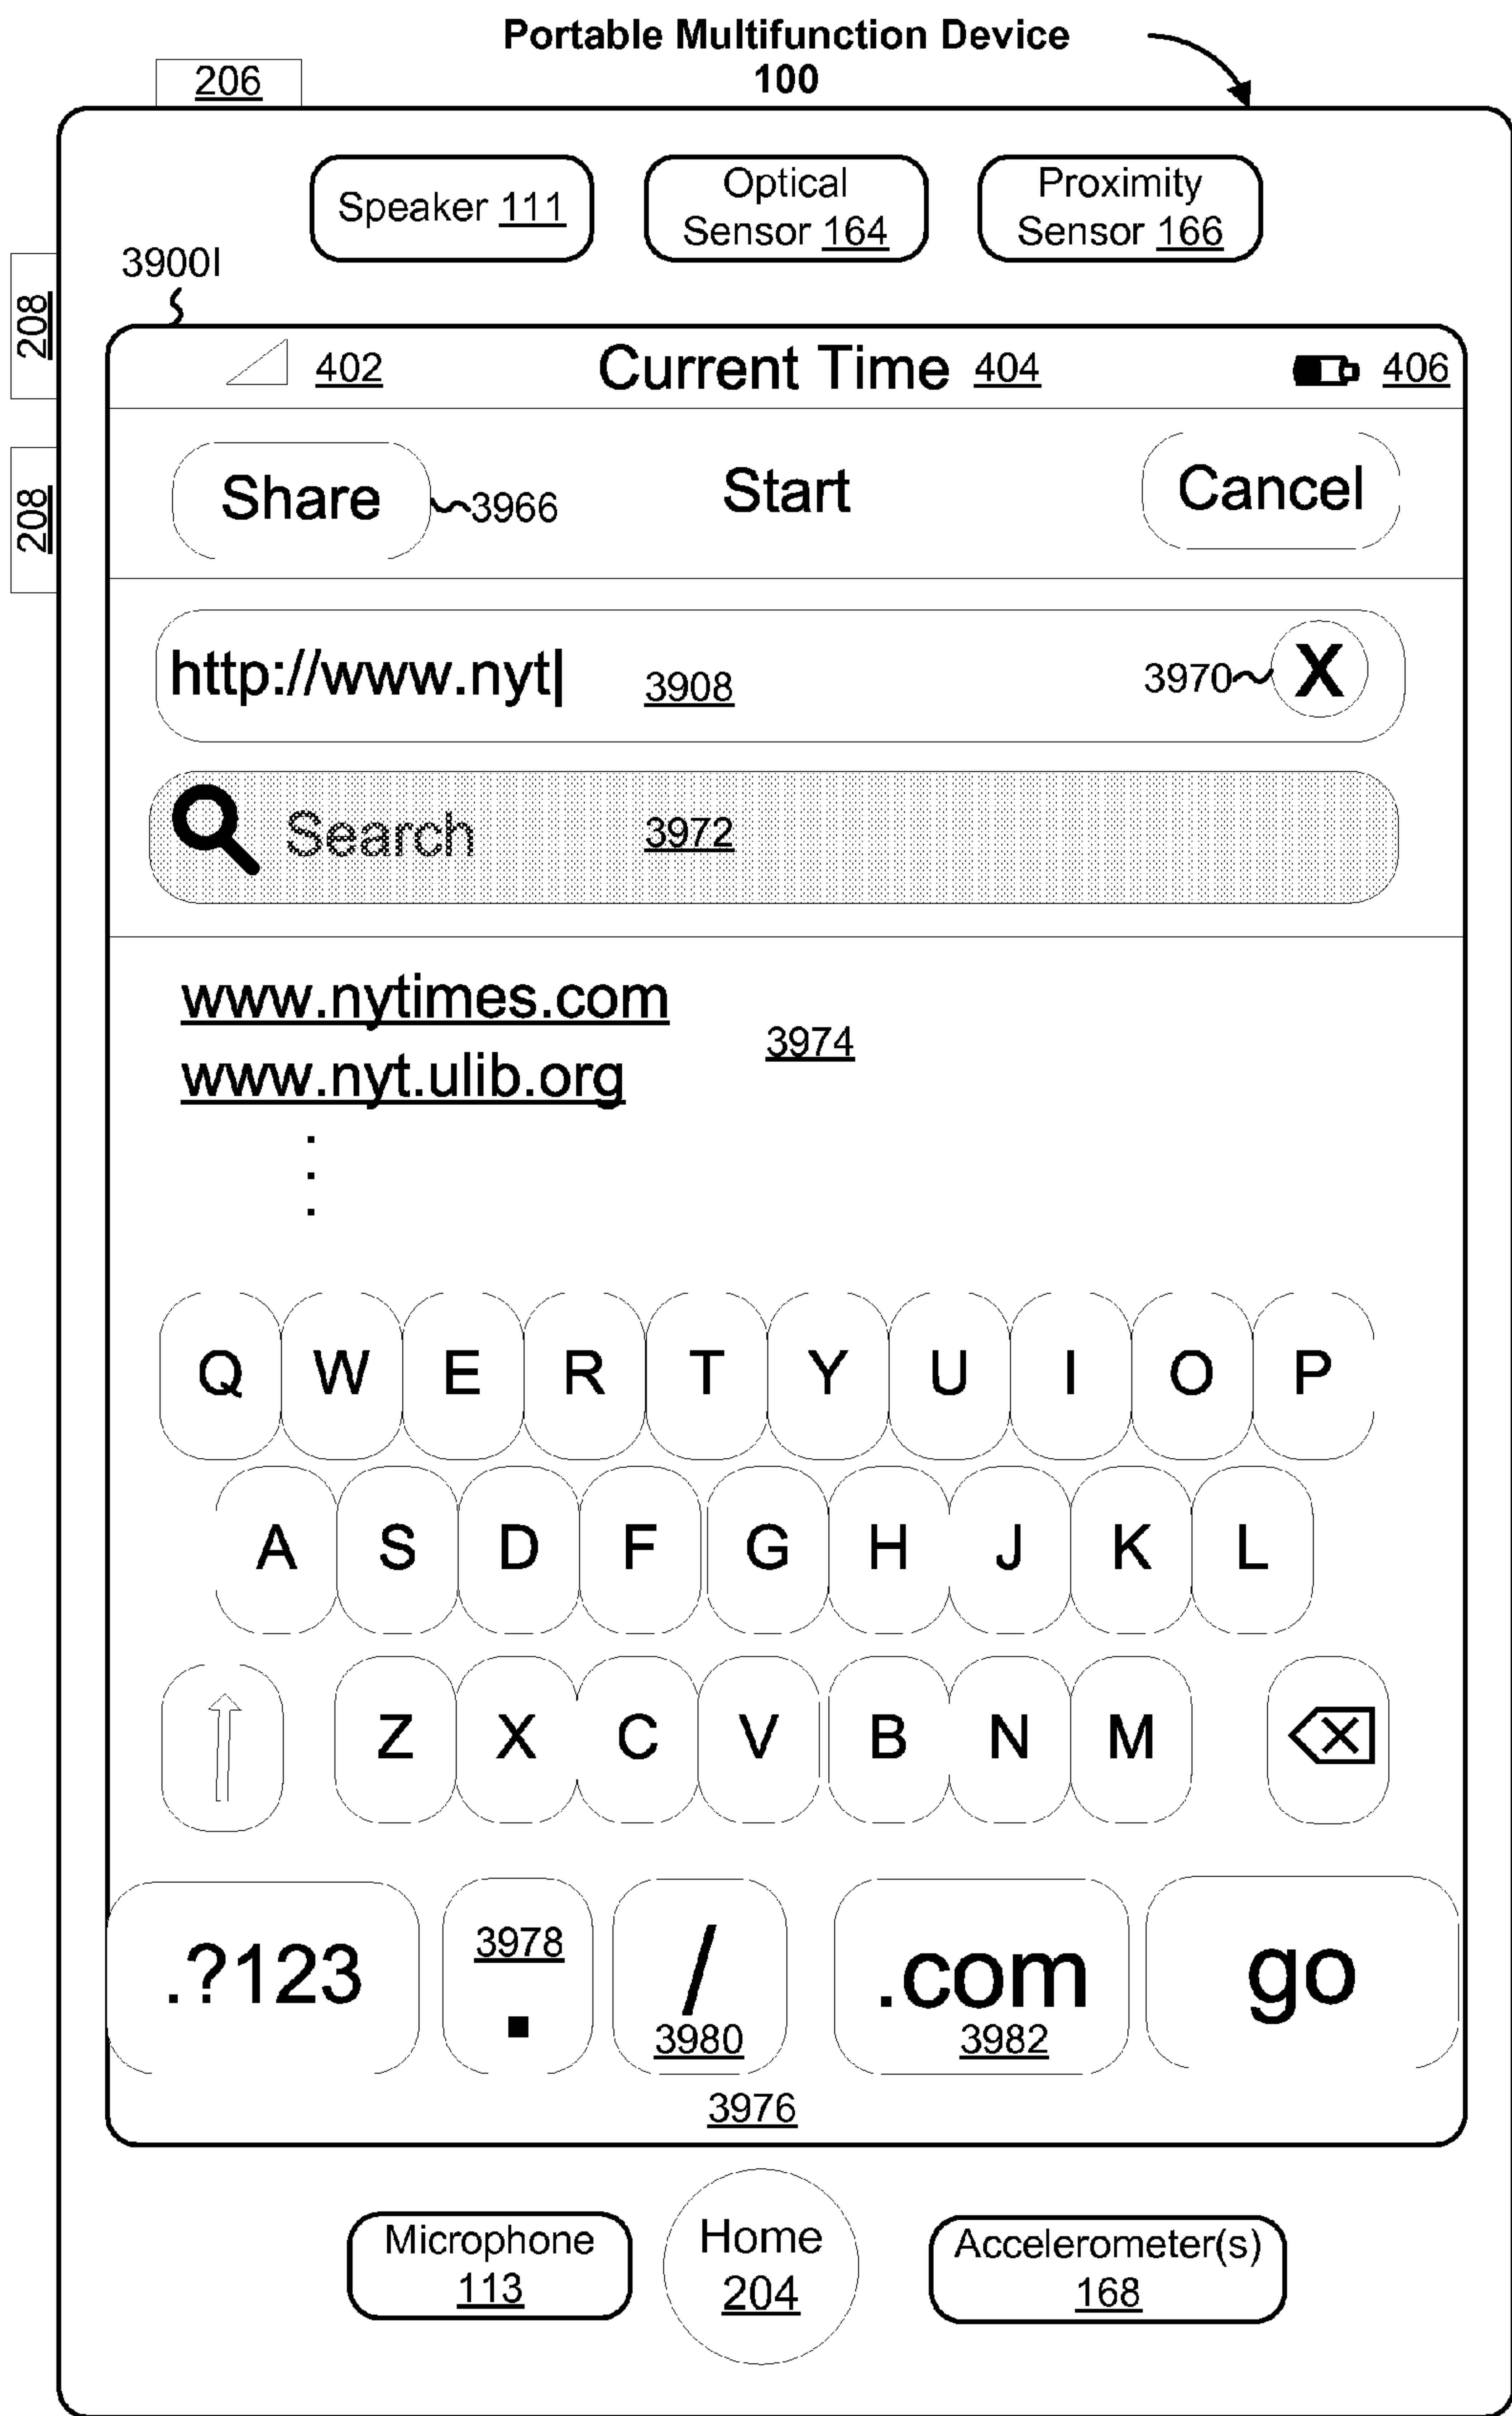 Portable Multifunction Device
100
206
Speaker 111
Optical
Sensor 164
Proximity
Sensor 166
3900I
208
208
402
Current Time 404
406
Share
3966
Start
Cancel
http://www.nyt|
3908
3970
X
Search
3972
www.nytimes.com
3974
www.nyt.ulib.org
Q W E R T Y U I O P
A S D F G H J K L
Z X C V B N M
.?123
3978
.
/
3980
.com
3982
go
3976
Microphone
113
Home
204
Accelerometer(s)
168